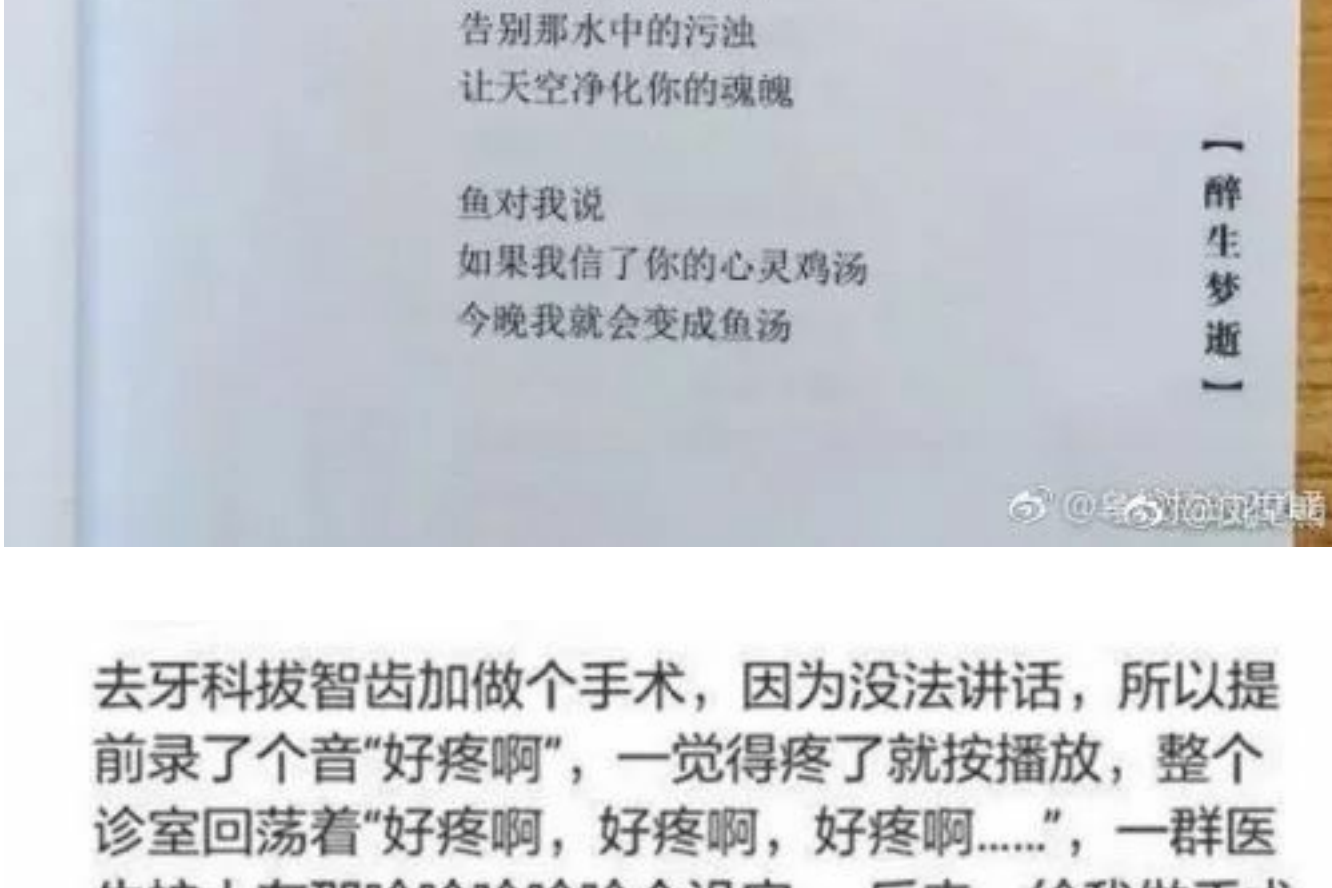 告别那水中的污浊
让天空净化你的魂魄
鱼对我说
如果我信了你的心灵鸡汤
今晚我就会变成鱼汤
【醉生梦逝】
去牙科拔智齿加做个手术，因为没法讲话，所以提
前录了个音“好疼啊”，一觉得疼了就按播放，整个
诊室回荡着“好疼啊，好疼啊，好疼啊……”，一群医